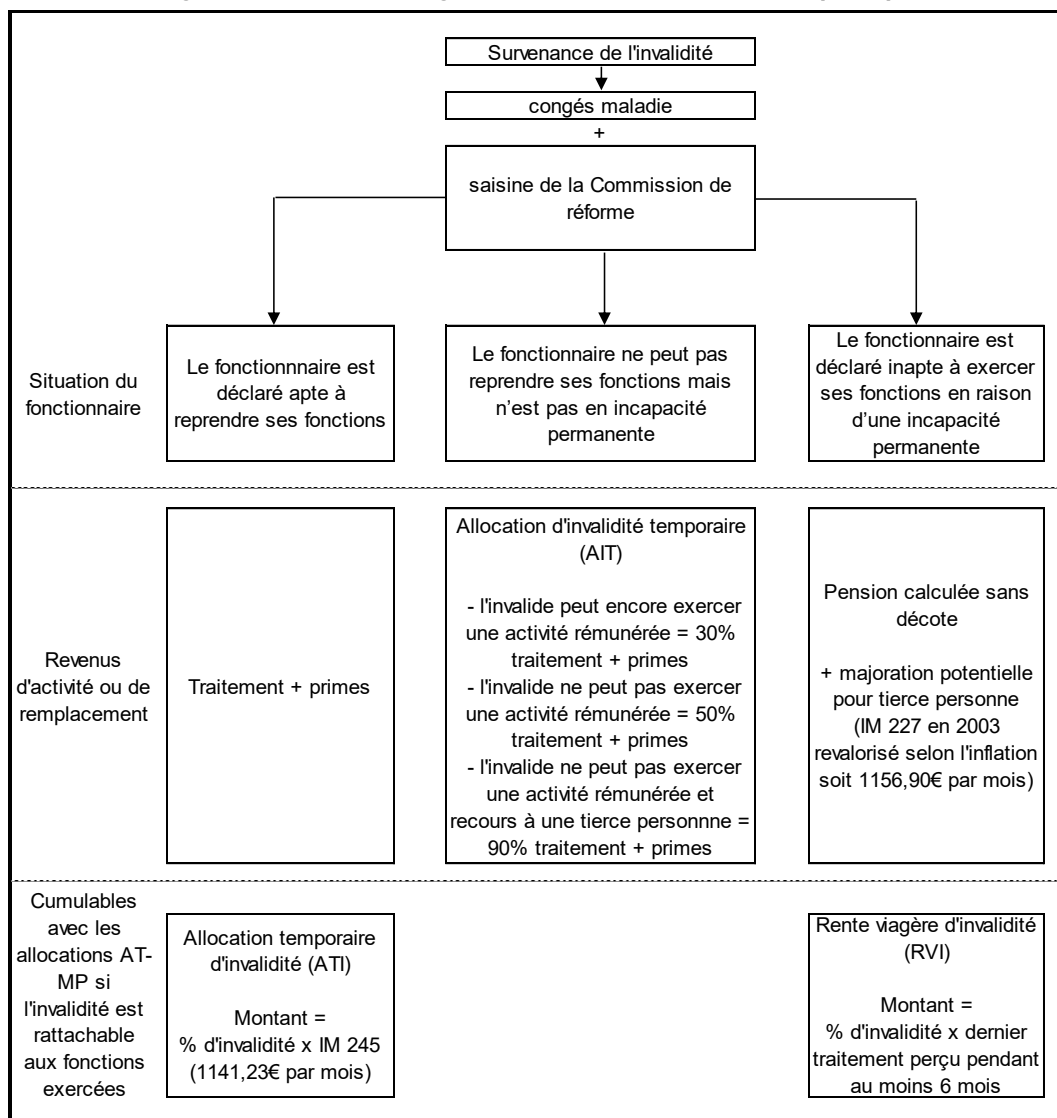 Survenance de l'invalidité
congés maladie
+
saisine de la Commission de
réforme
Situation du
fonctionnaire
Le fonctionnnaire est
déclaré apte à
reprendre ses fonctions
Le fonctionnaire ne peut pas
reprendre ses fonctions mais
n’est pas en incapacité
permanente
Le fonctionnaire est
déclaré inapte à exercer
ses fonctions en raison
d’une incapacité
permanente
Revenus
d'activité ou de
remplacement
Traitement + primes
Allocation d'invalidité temporaire
(AIT)
- l'invalide peut encore exercer
une activité rémunérée = 30%
traitement + primes
- l'invalide ne peut pas exercer
une activité rémunérée = 50%
traitement + primes
- l'invalide ne peut pas exercer
une activité rémunérée et
recours à une tierce personnne =
90% traitement + primes
Pension calculée sans
décote
+ majoration potentielle
pour tierce personne
(IM 227 en 2003
revalorisé selon l'inflation
soit 1156,90€ par mois)
Cumulables
avec les
allocations AT-
MP si
l'invalidité est
rattachable
aux fonctions
exercées
Allocation temporaire
d'invalidité (ATI)
Montant =
% d'invalidité x IM 245
(1141,23€ par mois)
Rente viagère d'invalidité
(RVI)
Montant =
% d'invalidité x dernier
traitement perçu pendant
au moins 6 mois